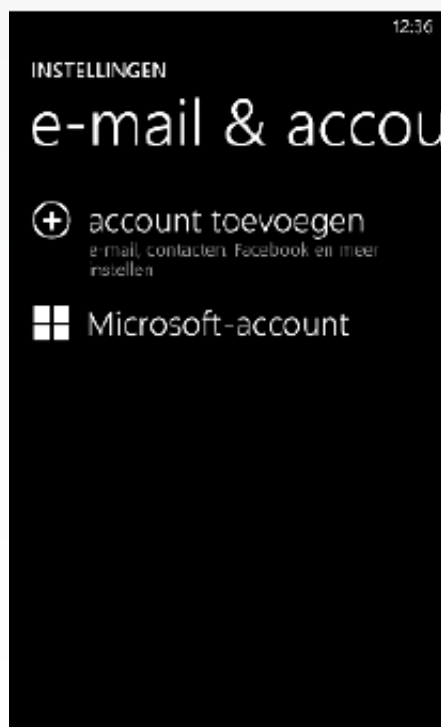 12:36
INSTELLINGEN
e-mail & accou
account toevoegen
e-mail, contacten, Facebook en meer
instellen
Microsoft-account